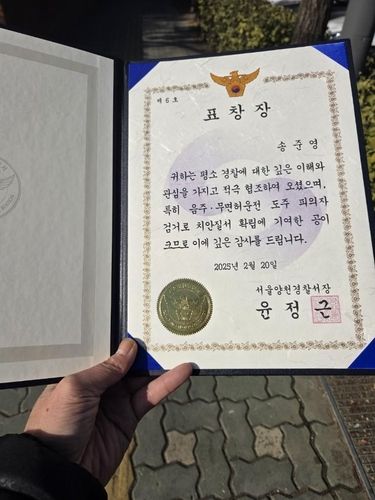 제 6 호
표 창 장
송 준 영
귀하는 평소 경찰에 대한 깊은 이해와
관심을 가지고 적극 협조하여 오셨으며,
특히 음주·무면허운전 도주 피의자
검거로 치안질서 확립에 기여한 공이
크므로 이에 깊은 감사를 드립니다.
2025년 2월 20일
서울양천경찰서장
윤 정 근